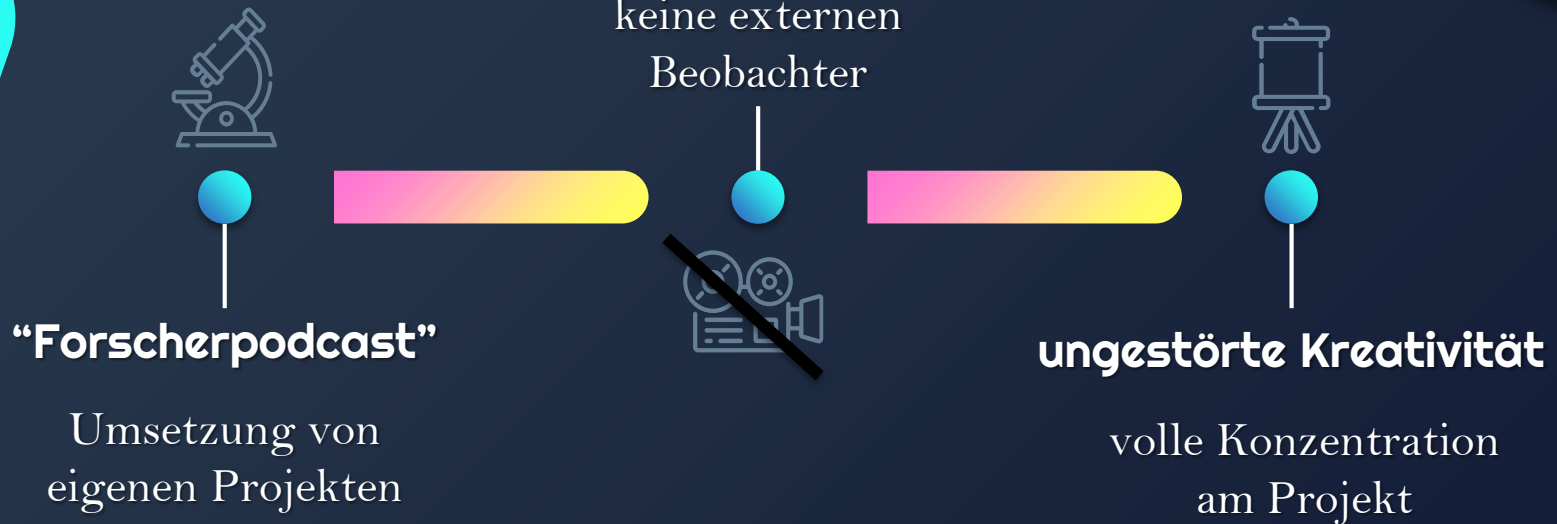 keine externen
Beobachter
“Forscherpodcast”
Umsetzung von
eigenen Projekten
ungestörte Kreativität
volle Konzentration
am Projekt